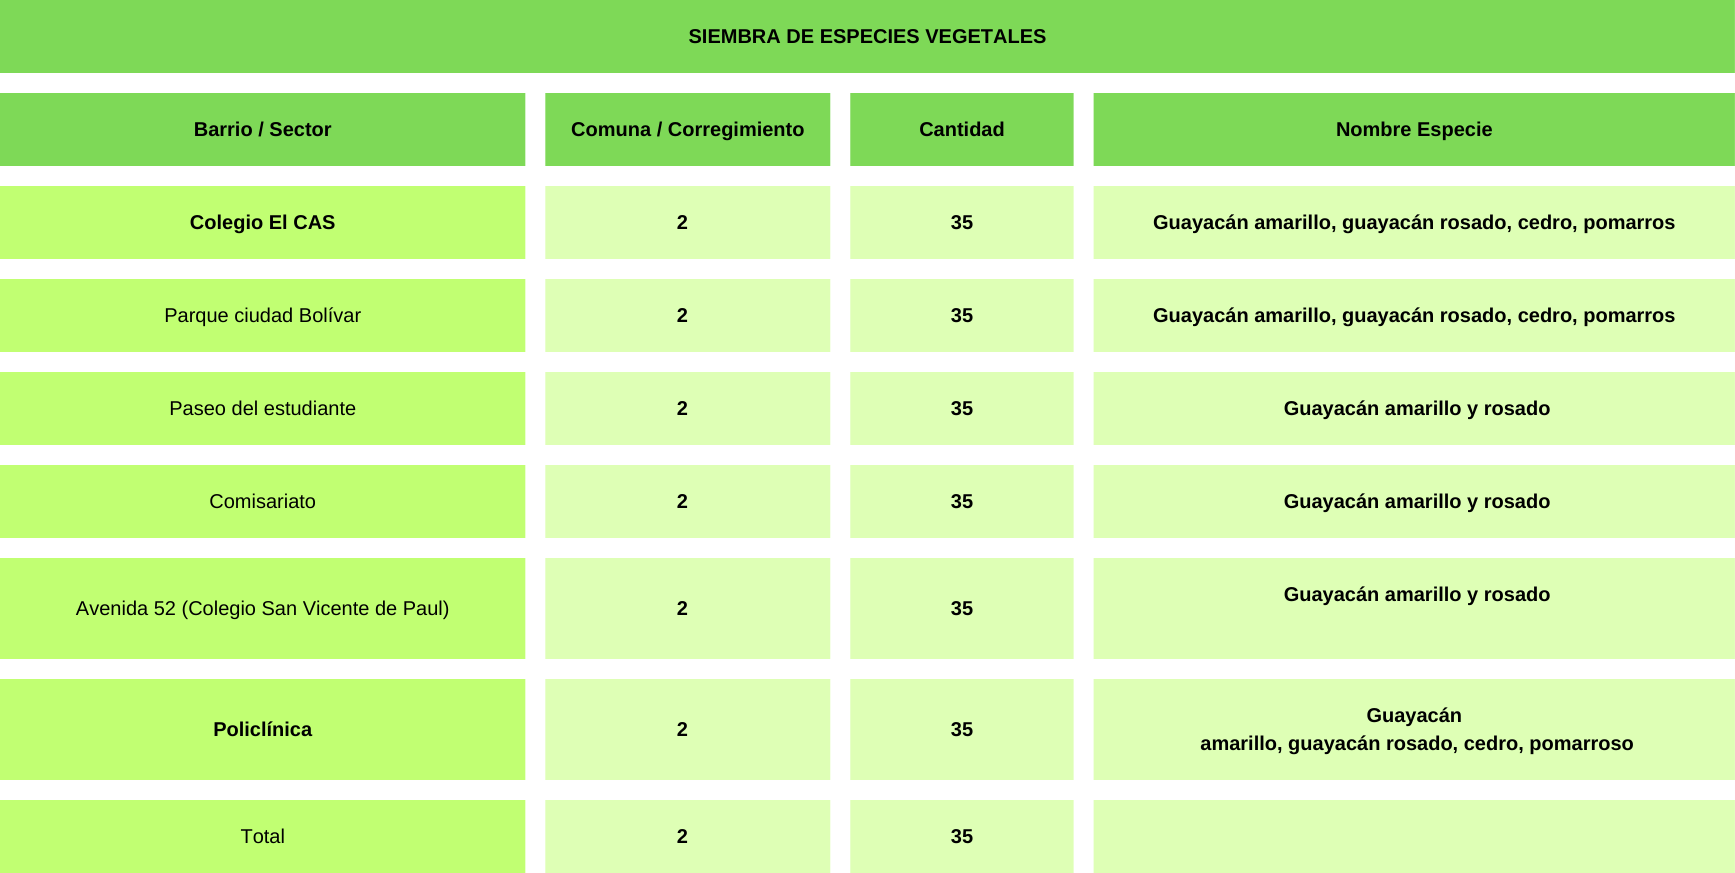 SIEMBRA DE ESPECIES VEGETALES
Barrio / Sector Comuna / Corregimiento Cantidad Nombre Especie
Colegio El CAS 2 35 Guayacán amarillo, guayacán rosado, cedro, pomarros
Parque ciudad Bolívar 2 35 Guayacán amarillo, guayacán rosado, cedro, pomarros
Paseo del estudiante 2 35 Guayacán amarillo y rosado
Comisariato 2 35 Guayacán amarillo y rosado
Avenida 52 (Colegio San Vicente de Paul) 2 35 Guayacán amarillo y rosado
Policlínica 2 35 Guayacán
amarillo, guayacán rosado, cedro, pomarroso
Total 2 35